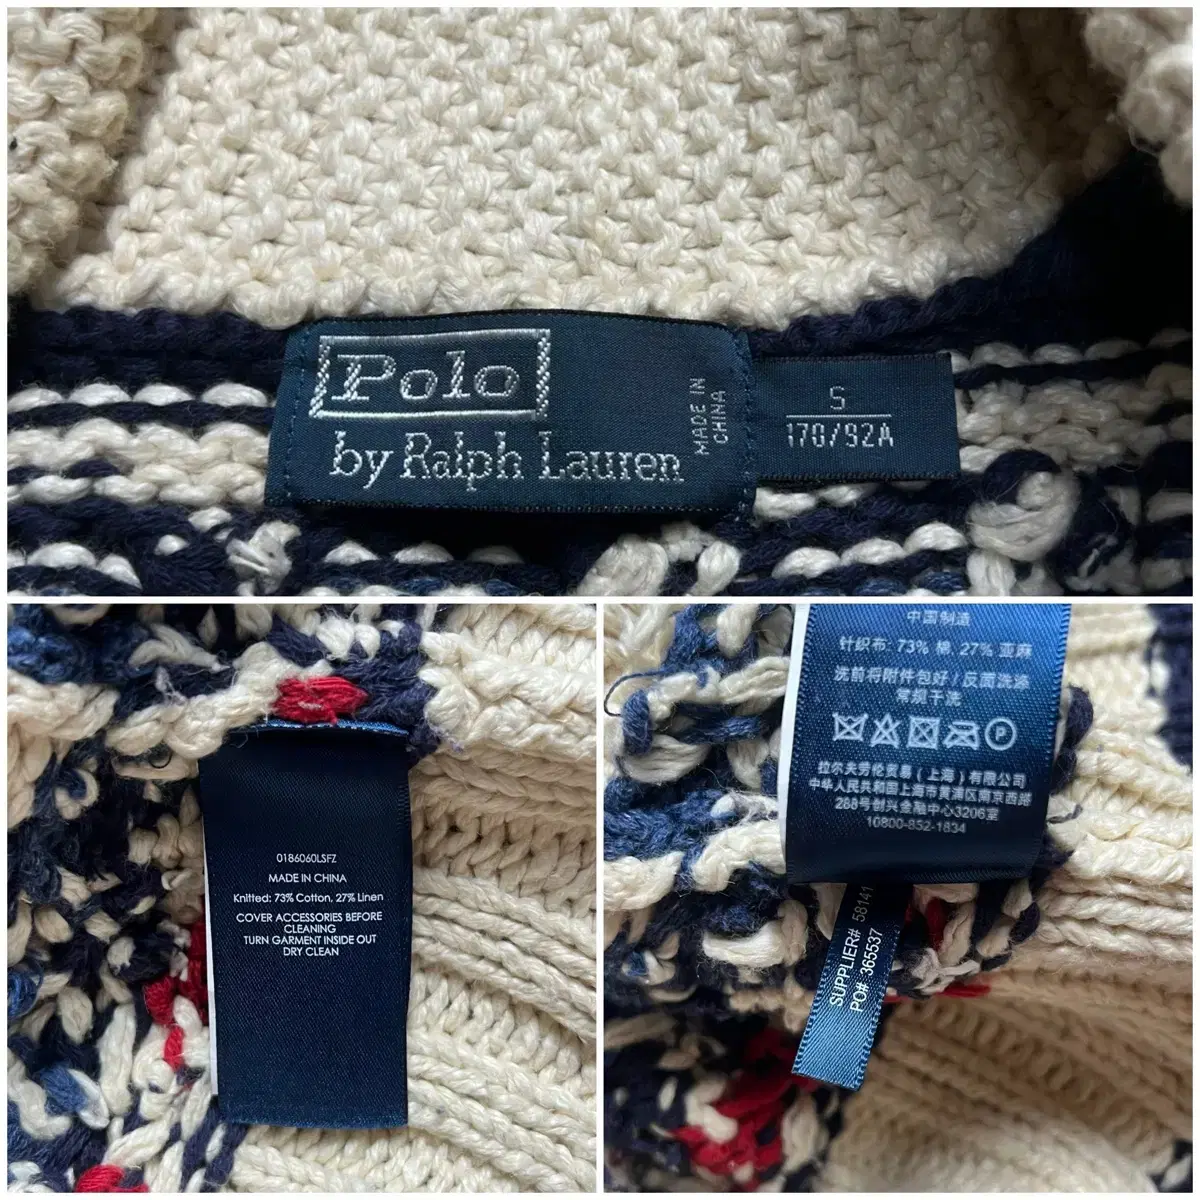 Polo
by Ralph Lauren
MADE IN
CHINA
S
170/92A
0186060LSFZ
MADE IN CHINA
Knitted: 73% Cotton, 27% Linen
COVER ACCESSORIES BEFORE
CLEANING
TURN GARMENT INSIDE OUT
DRY CLEAN
中国制造
针织布: 73% 棉, 27% 亚麻
洗前将附件包好 / 反面洗涤
常规干洗
P
拉尔夫劳伦贸易（上海）有限公司
中华人民共和国上海市黄浦区南京西路
288号创兴金融中心3206室
10800-852-1834
SUPPLIER# 58141
PO# 365537